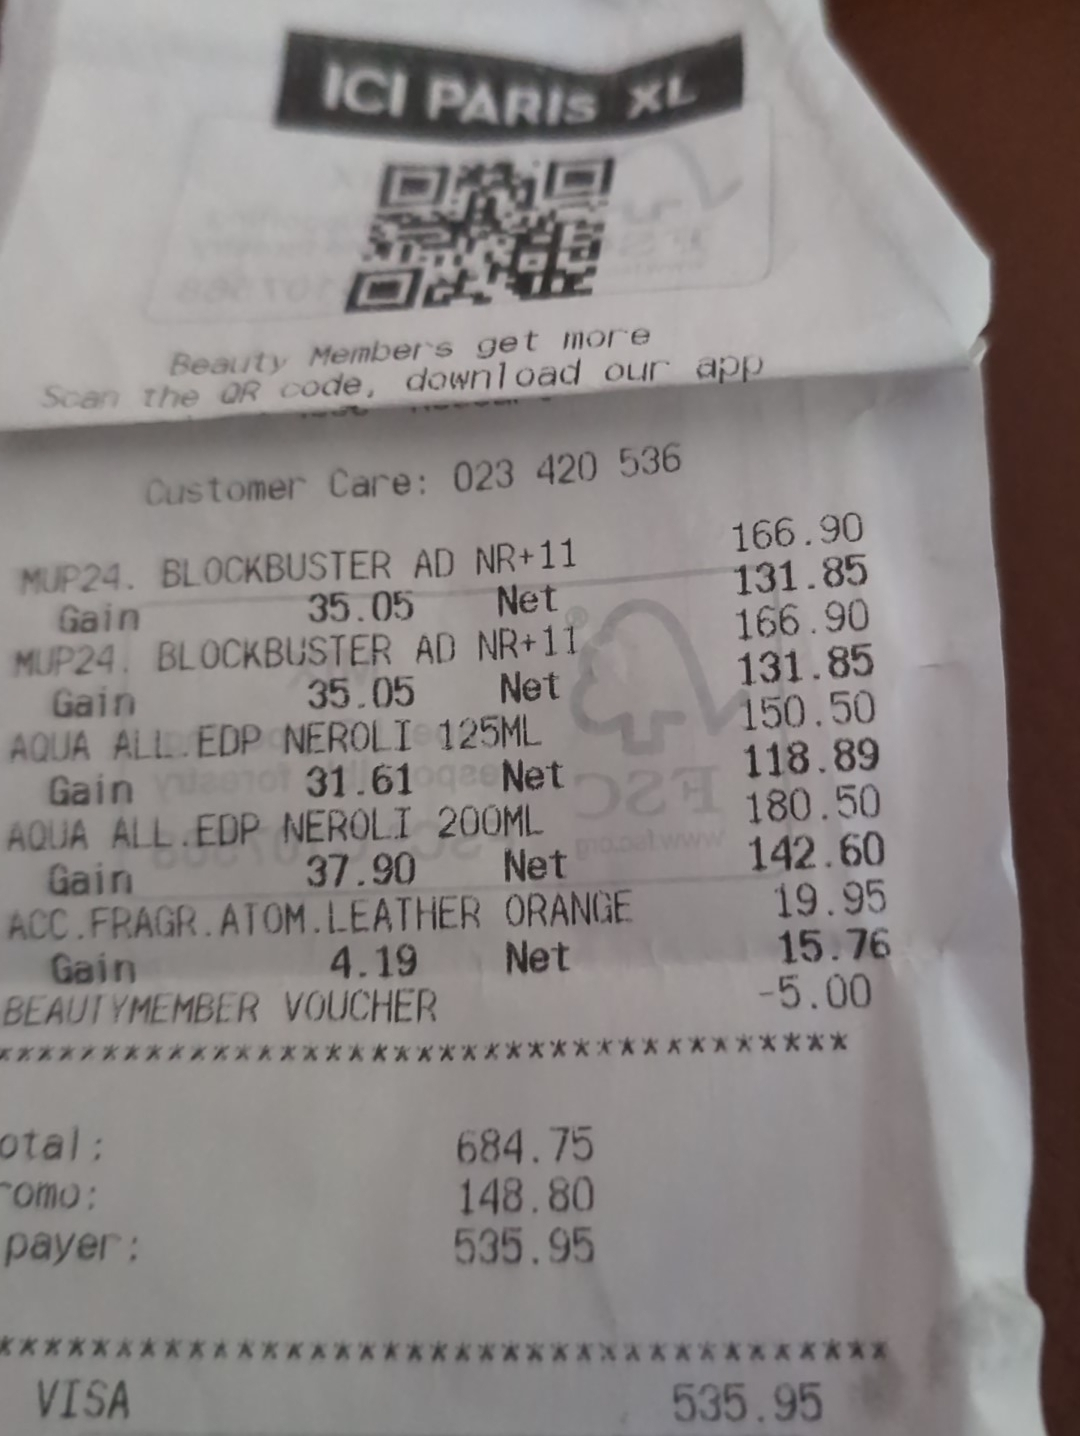 ICI PARIS XL
Beauty Members get more
Scan the QR code, download our app
Customer Care: 023 420 536
MUP24. BLOCKBUSTER AD NR+11 166.90
Gain 35.05 Net 131.85
MUP24. BLOCKBUSTER AD NR+11 166.90
Gain 35.05 Net 131.85
AQUA ALL.EDP NEROLI 125ML 150.50
Gain 31.61 Net 118.89
AQUA ALL.EDP NEROLI 200ML 180.50
Gain 37.90 Net 142.60
ACC.FRAGR.ATOM.LEATHER ORANGE 19.95
Gain 4.19 Net 15.76
BEAUTYMEMBER VOUCHER -5.00
**************************************
otal: 684.75
romo: 148.80
payer: 535.95
**************************************
VISA 535.95